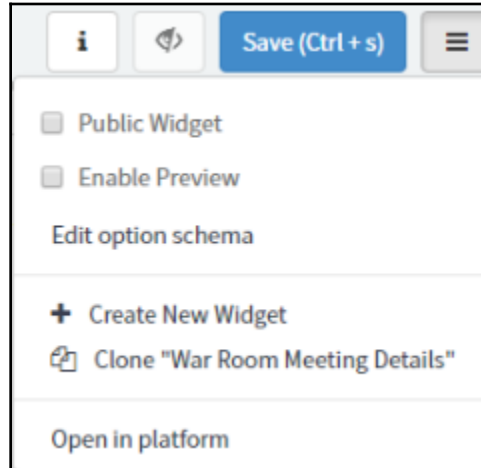 i Save (Ctrl + s)
Public Widget
Enable Preview
Edit option schema
Create New Widget
Clone "War Room Meeting Details"
Open in platform